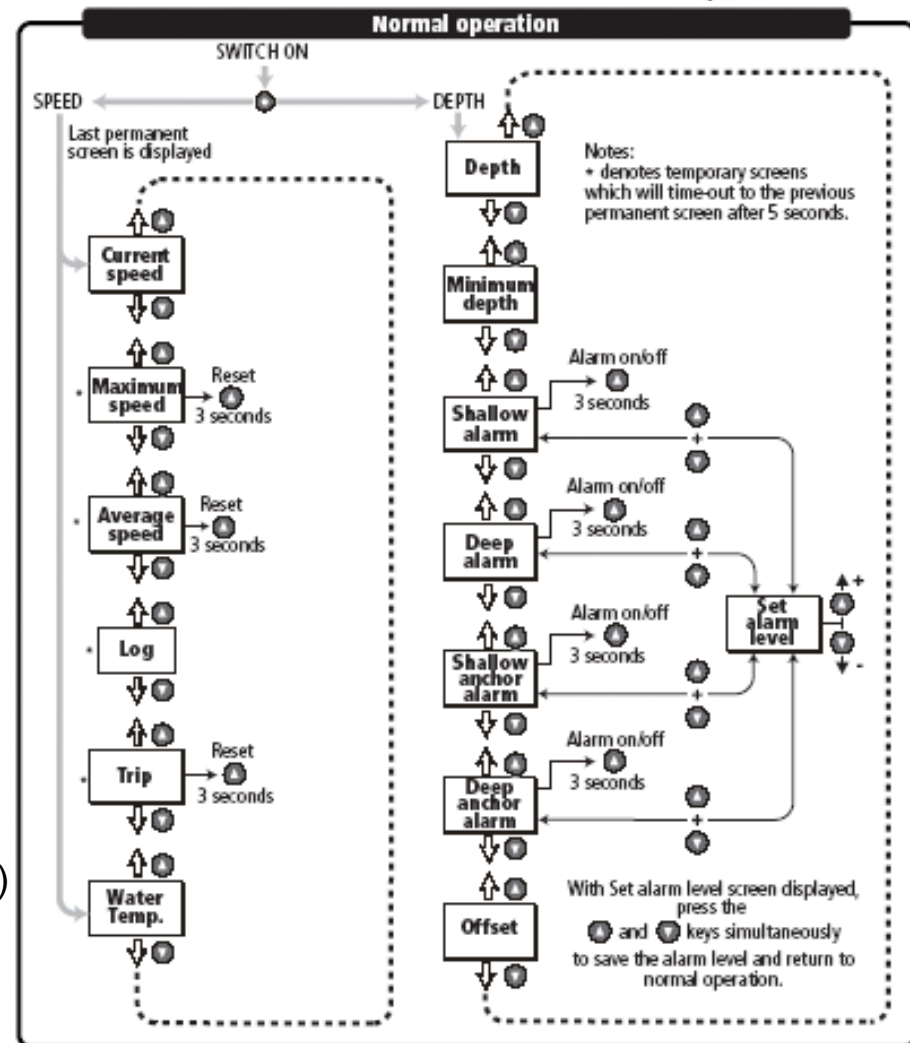 Normal operation
SWITCH ON
SPEED
DEPTH
Last permanent
screen is displayed
Current
speed
* Maximum
speed
Reset
3 seconds
* Average
speed
Reset
3 seconds
* Log
* Trip
Reset
3 seconds
Water
Temp.
)
Depth
Notes:
* denotes temporary screens
which will time-out to the previous
permanent screen after 5 seconds.
Minimum
depth
Shallow
alarm
Alarm on/off
3 seconds
+
Deep
alarm
Alarm on/off
3 seconds
+
Shallow
anchor
alarm
Alarm on/off
3 seconds
+
Deep
anchor
alarm
Alarm on/off
3 seconds
+
Set
alarm
level
+
-
Offset
With Set alarm level screen displayed,
press the
and keys simultaneously
to save the alarm level and return to
normal operation.